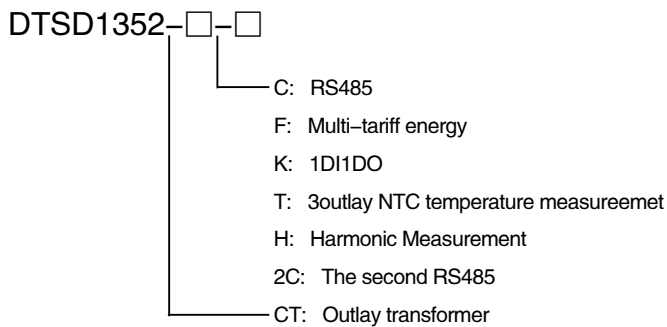 DTSD1352-□-□
C: RS485
F: Multi-tariff energy
K: 1DI1DO
T: 3outlay NTC temperature measureemet
H: Harmonic Measurement
2C: The second RS485
CT: Outlay transformer